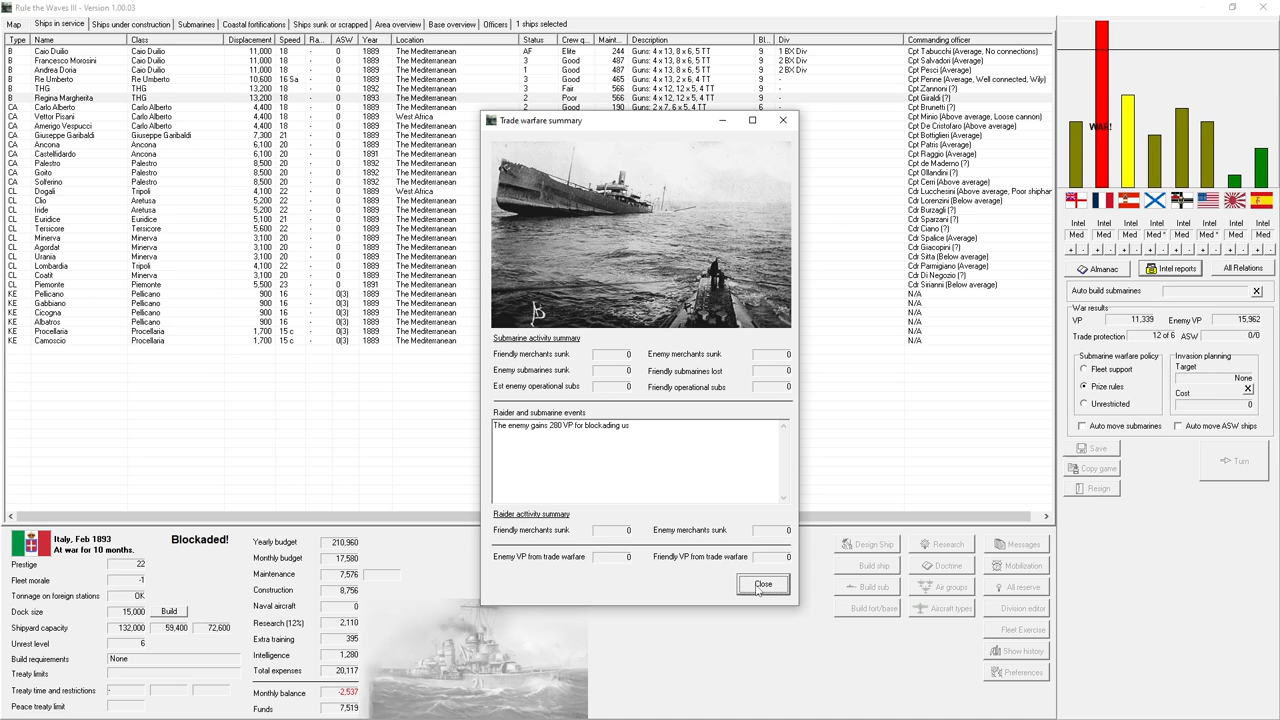 Rule the Waves III - Version 1.00.03
Map Ships in service Ships under construction Submarines Coastal fortifications Ships sunk or scrapped Area overview Base overview Officers 1 ships selected
Type Name Class Displacement Speed Ra... ASW Year Location Status Crew q... Maint... Description Bl... Div Commanding officer
B Caio Duilio Caio Duilio 11,000 18 - 0 1889 The Mediterranean AF Elite 244 Guns: 4 x 13, 8 x 6, 5 TT 9 1 BX Div Cpt Tabucchi (Average, No connections)
B Francesco Morosini Caio Duilio 11,000 18 - 0 1889 The Mediterranean 3 Good 487 Guns: 4 x 13, 8 x 6, 5 TT 9 2 BX Div Cpt Salvadori (Average)
B Andrea Doria Caio Duilio 11,000 18 - 0 1889 The Mediterranean 1 Good 487 Guns: 4 x 13, 8 x 6, 5 TT 9 2 BX Div Cpt Pesci (Average)
B Re Umberto Re Umberto 10,600 16 Sa - 0 1889 The Mediterranean 3 Good 465 Guns: 4 x 13, 2 x 6, 4 TT 9 - Cpt Penne (Average, Well connected, Wily)
B THG THG 13,200 18 - 0 1892 The Mediterranean 3 Fair 566 Guns: 4 x 12, 12 x 5, 4 TT 9 - Cpt Zannoni (?)
B Regina Margherita THG 13,200 18 - 0 1893 The Mediterranean 2 Poor 566 Guns: 4 x 12, 12 x 5, 4 TT 9 - Cpt Giraldi (?)
CA Carlo Alberto Carlo Alberto 4,400 18 - 0 1889 The Mediterranean 2 Good 190 Guns: 2 x 7, 6 x 5, 4 TT Cpt Brunetti (?)
CA Vettor Pisani Carlo Alberto 4,400 18 - 0 1889 West Africa Cpt Minio (Above average, Loose cannon)
CA Amerigo Vespucci Carlo Alberto 4,400 18 - 0 1889 The Mediterranean Cpt De Cristofaro (Above average)
CA Giuseppe Garibaldi Giuseppe Garibaldi 7,300 21 - 0 1889 The Mediterranean Cpt Bottiglieri (Average)
CA Ancona Ancona 6,100 20 - 0 1889 The Mediterranean Cpt Patris (Average)
CA Castelfidardo Ancona 6,100 20 - 0 1891 The Mediterranean Cpt Raggio (Average)
CA Palestro Palestro 8,500 20 - 0 1892 The Mediterranean Cpt de Maderno (?)
CA Goito Palestro 8,500 20 - 0 1892 The Mediterranean Cpt Ollandini (?)
CA Solferino Palestro 8,500 20 - 0 1892 The Mediterranean Cpt Cerri (Above average)
CL Dogali Tripoli 4,100 20 - 0 1889 West Africa Cdr Lucchesini (Above average, Poor shiphar
CL Clio Aretusa 5,200 22 - 0 1889 The Mediterranean Cdr Lorenzini (Below average)
CL Iride Aretusa 5,200 22 - 0 1889 The Mediterranean Cdr Burzagli (?)
CL Euridice Euridice 5,100 21 - 0 1889 The Mediterranean Cdr Sparzani (?)
CL Tersicore Tersicore 5,600 22 - 0 1889 The Mediterranean Cdr Ciano (?)
CL Minerva Minerva 3,100 20 - 0 1889 The Mediterranean Cdr Spalice (Average)
CL Agordat Minerva 3,100 20 - 0 1889 The Mediterranean Cdr Giacopini (?)
CL Urania Minerva 3,100 20 - 0 1889 The Mediterranean Cdr Sitta (Below average)
CL Lombardia Tripoli 4,100 20 - 0 1889 The Mediterranean Cdr Parmigiano (Average)
CL Coatit Minerva 3,100 20 - 0 1889 The Mediterranean Cdr Di Negozio (?)
CL Piemonte Piemonte 5,500 23 - 0 1889 The Mediterranean Cdr Sirianni (Below average)
KE Pellicano Pellicano 900 16 - 0(3) 1889 The Mediterranean N/A
KE Gabbiano Pellicano 900 16 - 0(3) 1889 The Mediterranean N/A
KE Cicogna Pellicano 900 16 - 0(3) 1889 The Mediterranean N/A
KE Albatros Pellicano 900 16 - 0(3) 1889 The Mediterranean N/A
KE Procellaria Procellaria 1,700 15 c - 0(3) 1889 The Mediterranean N/A
KE Camoscio Procellaria 1,700 15 c - 0(3) 1889 The Mediterranean N/A
Trade warfare summary
Submarine activity summary
Friendly merchants sunk 0 Enemy merchants sunk 0
Enemy submarines sunk 0 Friendly submarines lost 0
Est enemy operational subs 0 Friendly operational subs 0
Raider and submarine events
The enemy gains 280 VP for blockading us
Raider acttivity summary
Friendly merchants sunk 0 Enemy merchants sunk 0
Enemy VP from trade warfare 0 Friendly VP from trade warfare 0
Close
WAR!
Intel Intel Intel Intel Intel Intel Intel Intel
Med Med Med Med * Med Med * Med Med
+ - + - + - + - + - + - + - + -
Almanac Intel reports All Relations
Auto build submarines X
War results
VP 11,339 Enemy VP 15,962
Trade protection 12 of 6 ASW 0/0
Submarine warfare policy
Fleet support
Prize rules
Unrestricted
Invasion planning
Target
None
Cost X
0
Auto move submarines Auto move ASW ships
Save
Copy game
Resign
Turn
Italy, Feb 1893
At war for 10 months.
Blockaded!
Prestige 22
Fleet morale -1
Tonnage on foreign stations OK
Dock size 15,000 Build
Shipyard capacity 132,000 59,400 72,600
Unrest level 6
Build requirements None
Treaty limits
Treaty time and restrictions -
Peace treaty limit
Yearly budget 210,960
Monthly budget 17,580
Maintenance 7,576
Construction 8,756
Naval aircraft 0
Research (12%) 2,110
Extra training 395
Intelligence 1,280
Total expenses 20,117
Monthly balance -2,537
Funds 7,519
Design Ship Research Messages
Build ship Doctrine Mobilization
Build sub Air groups All reserve
Build fort/base Aircraft types Division editor
Fleet Exercise
Show history
Preferences